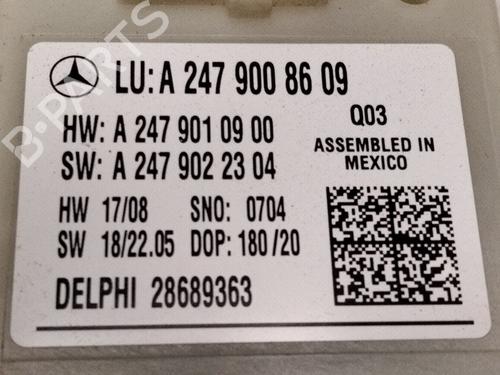 LU: A 247 900 86 09
HW: A 247 901 09 00
SW: A 247 902 23 04
Q03
ASSEMBLED IN
MEXICO
HW 17/08 SNO: 0704
SW 18/22.05 DOP: 180/20
DELPHI 28689363
B-PARTS